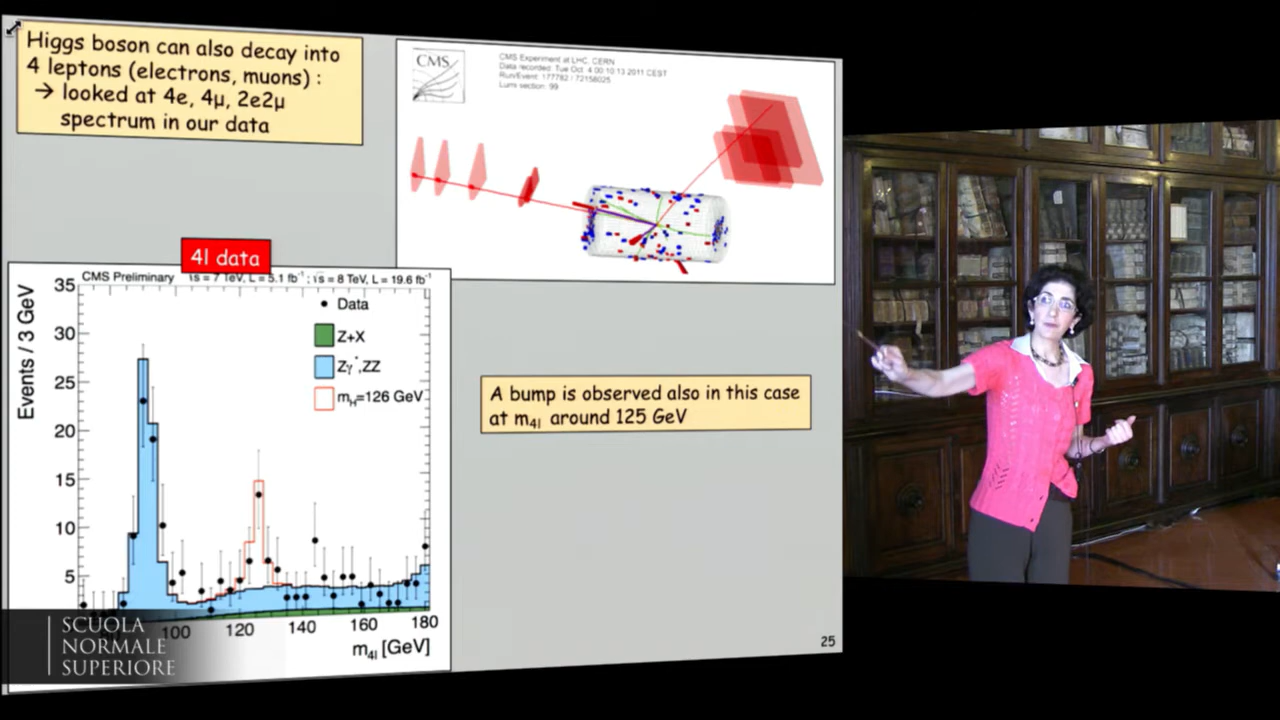 Higgs boson can also decay into
4 leptons (electrons, muons) :
→ looked at 4e, 4μ, 2e2μ
spectrum in our data
CMS
CMS Experiment at LHC, CERN
Data recorded: Tue Oct 4 00:10:13 2011 CEST
Run/Event: 177782 / 72158025
Lumi section: 99
4l data
CMS Preliminary √s = 7 TeV, L = 5.1 fb⁻¹ ; √s = 8 TeV, L = 19.6 fb⁻¹
Events / 3 GeV
35
30
25
20
15
10
5
Data
Z+X
Zγ*,ZZ
m_H=126 GeV
100 120 140 160 180
m_4l [GeV]
A bump is observed also in this case
at m_4l around 125 GeV
25
SCUOLA
NORMALE
SUPERIORE